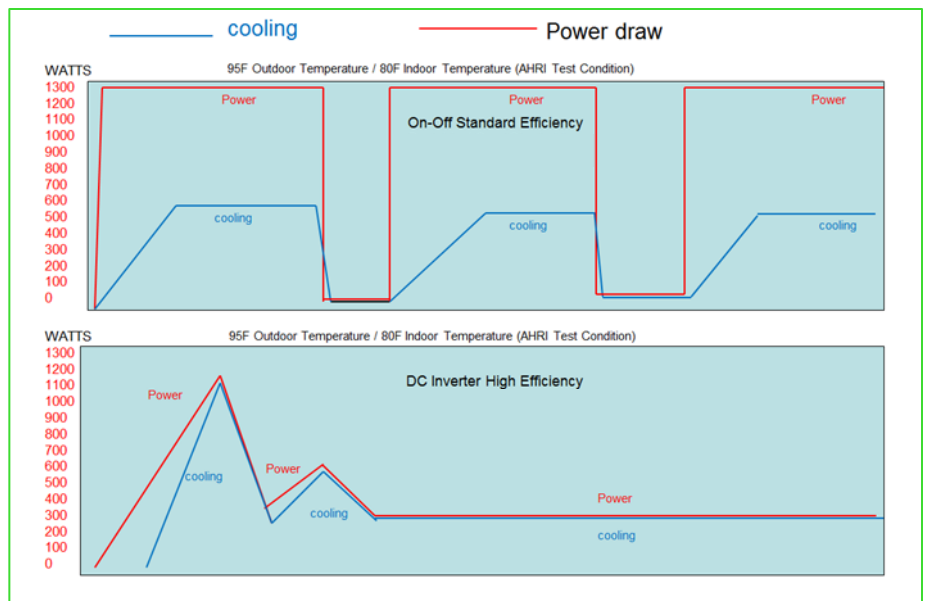 cooling Power draw
WATTS 95F Outdoor Temperature / 80F Indoor Temperature (AHRI Test Condition)
1300
Power Power Power
1200
1100
On-Off Standard Efficiency
1000
900
800
700
600
500
cooling cooling cooling
400
300
200
100
0
WATTS 95F Outdoor Temperature / 80F Indoor Temperature (AHRI Test Condition)
1300
1200
DC Inverter High Efficiency
1100
Power
1000
900
800
700
600
Power
500
cooling
400
Power
300
cooling
200
cooling
100
0